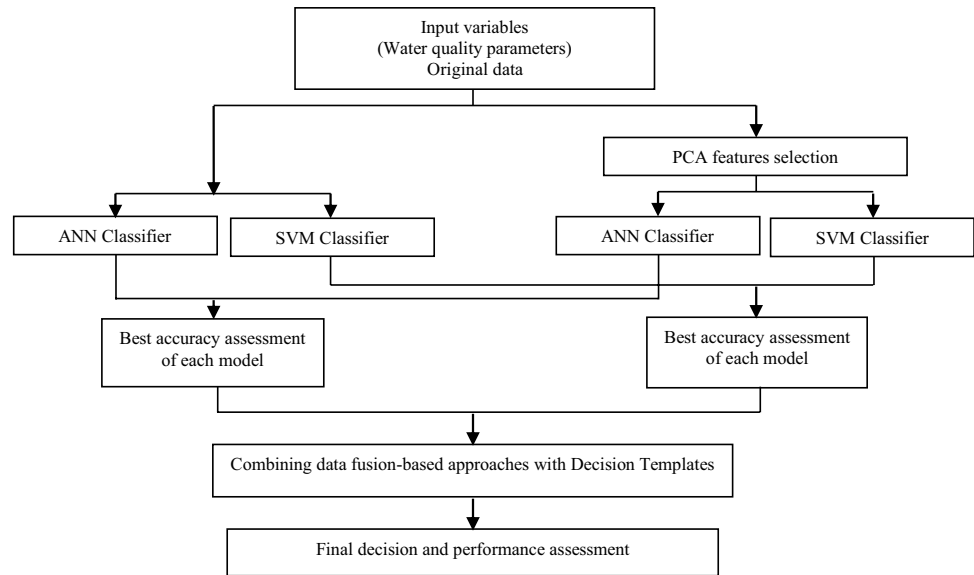 Input variables
(Water quality parameters)
Original data
PCA features selection
ANN Classifier
SVM Classifier
ANN Classifier
SVM Classifier
Best accuracy assessment
of each model
Best accuracy assessment
of each model
Combining data fusion-based approaches with Decision Templates
Final decision and performance assessment